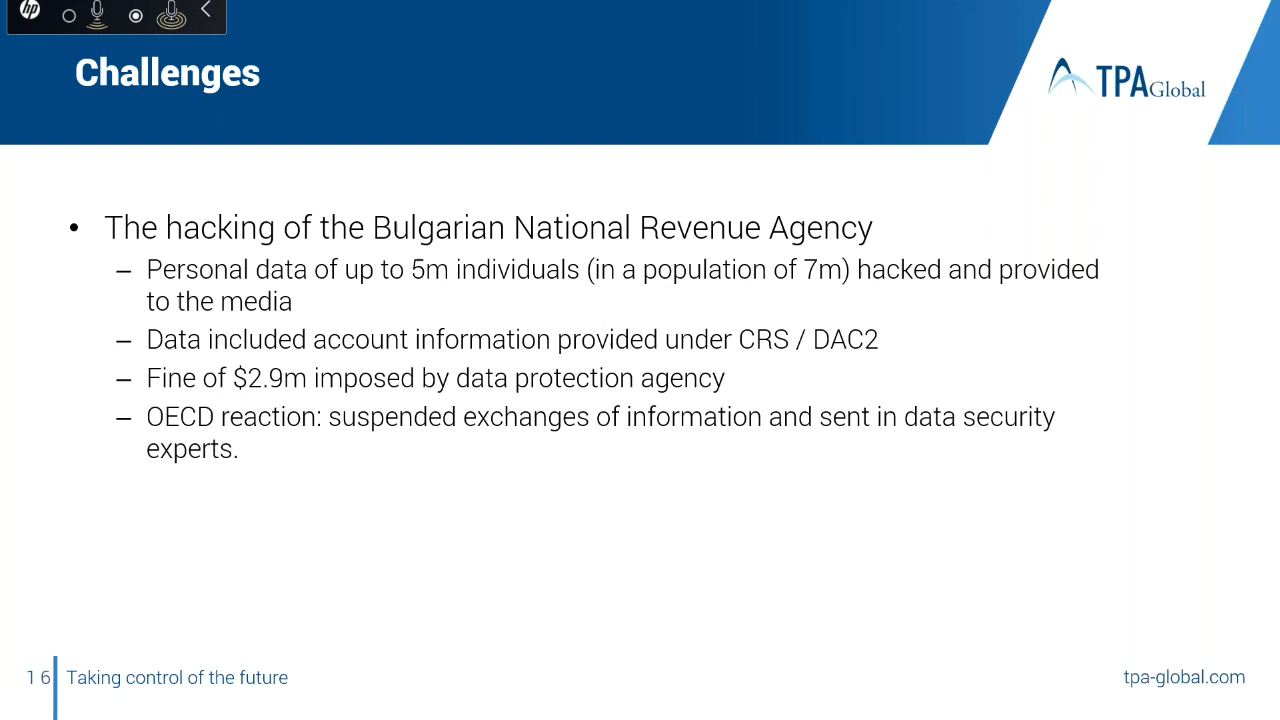 hp
Challenges
TPAGlobal
• The hacking of the Bulgarian National Revenue Agency
– Personal data of up to 5m individuals (in a population of 7m) hacked and provided
to the media
– Data included account information provided under CRS / DAC2
– Fine of $2.9m imposed by data protection agency
– OECD reaction: suspended exchanges of information and sent in data security
experts.
16 Taking control of the future
tpa-global.com